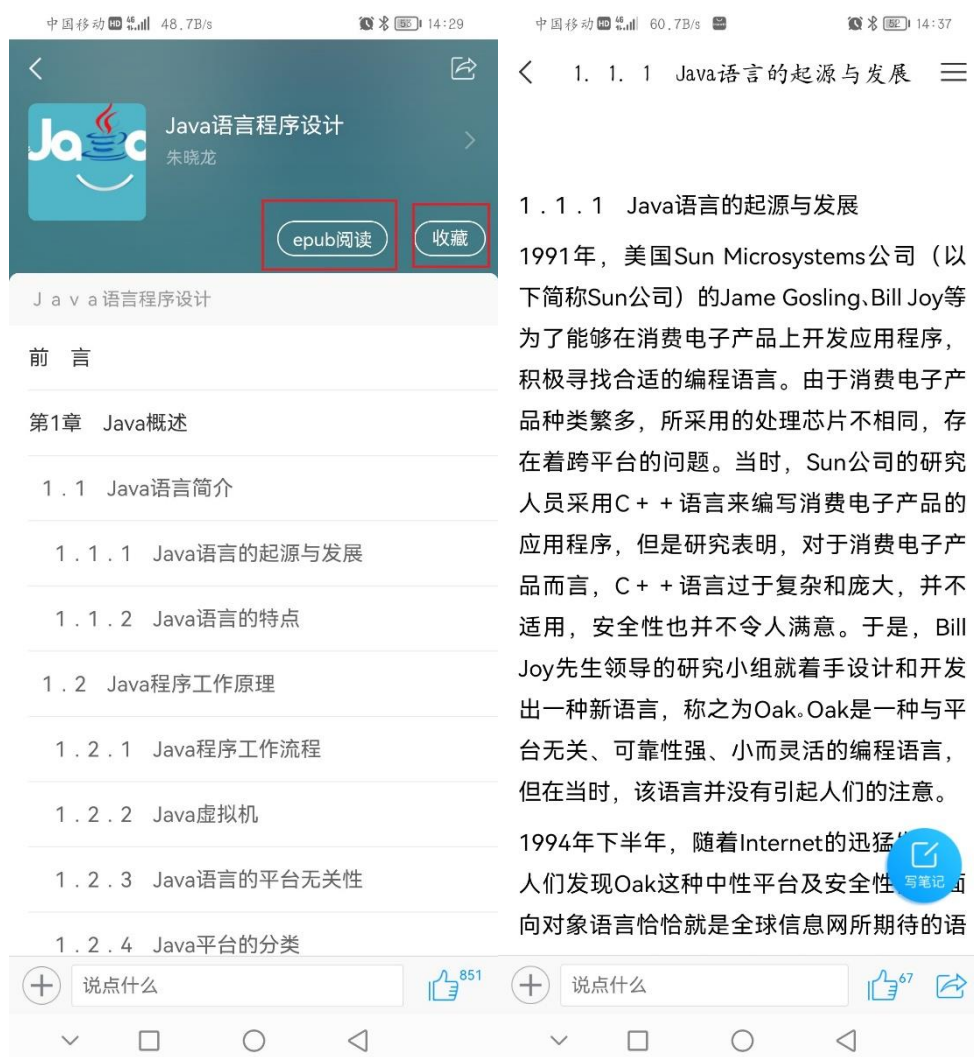 中国移动 HD 46 48.7B/s 55 14:29
Java
Java语言程序设计
朱晓龙
epub阅读 收藏
Java语言程序设计
前 言
第1章 Java概述
1.1 Java语言简介
1.1.1 Java语言的起源与发展
1.1.2 Java语言的特点
1.2 Java程序工作原理
1.2.1 Java程序工作流程
1.2.2 Java虚拟机
1.2.3 Java语言的平台无关性
1.2.4 Java平台的分类
说点什么 851
中国移动 HD 46 60.7B/s 52 14:37
1. 1. 1 Java语言的起源与发展
1.1.1 Java语言的起源与发展
1991年，美国Sun Microsystems公司（以
下简称Sun公司）的Jame Gosling、Bill Joy等
为了能够在消费电子产品上开发应用程序，
积极寻找合适的编程语言。由于消费电子产
品种类繁多，所采用的处理芯片不相同，存
在着跨平台的问题。当时，Sun公司的研究
人员采用C++语言来编写消费电子产品的
应用程序，但是研究表明，对于消费电子产
品而言，C++语言过于复杂和庞大，并不
适用，安全性也并不令人满意。于是，Bill
Joy先生领导的研究小组就着手设计和开发
出一种新语言，称之为Oak。Oak是一种与平
台无关、可靠性强、小而灵活的编程语言，
但在当时，该语言并没有引起人们的注意。
1994年下半年，随着Internet的迅猛
人们发现Oak这种中性平台及安全性 面
写笔记
向对象语言恰恰就是全球信息网所期待的语
说点什么 67